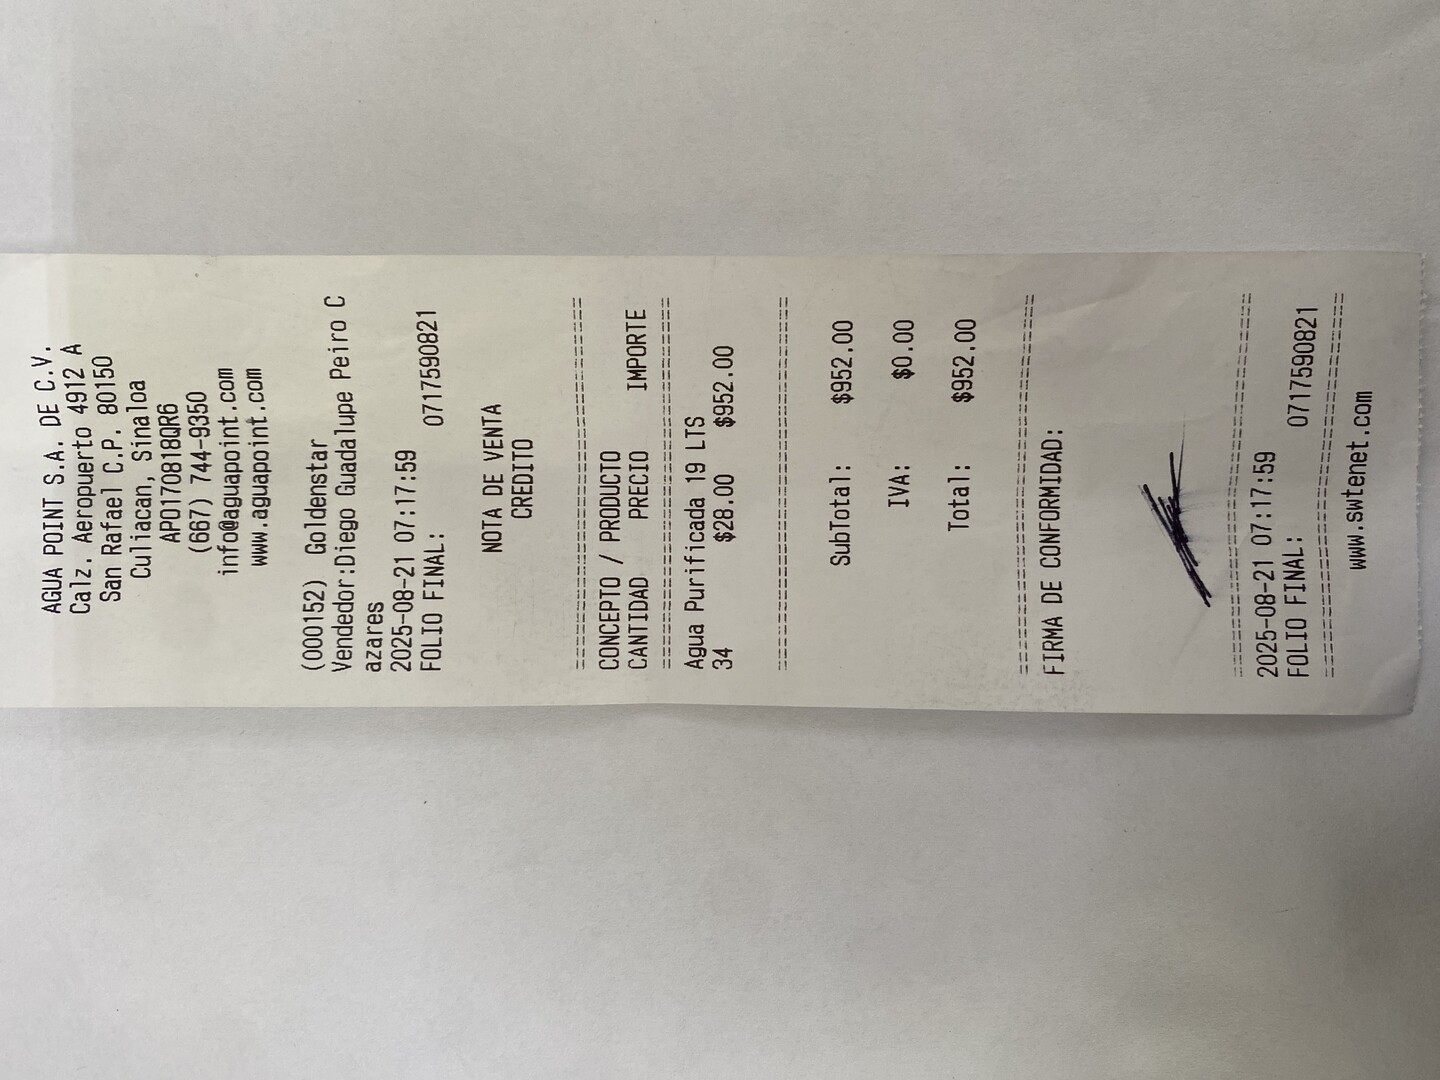 AGUA POINT S.A. DE C.V.
Calz. Aeropuerto 4912 A
San Rafael C.P. 80150
Culiacan, Sinaloa
APO170818QR6
(667) 744-9350
info@aguapoint.com
www.aguapoint.com
(000152) Goldenstar
Vendedor:Diego Guadalupe Peiro C
azares
2025-08-21 07:17:59
FOLIO FINAL: 0717590821
NOTA DE VENTA
CREDITO
================================
CONCEPTO / PRODUCTO
CANTIDAD PRECIO IMPORTE
================================
Agua Purificada 19 LTS
34 $28.00 $952.00
================================
SubTotal: $952.00
IVA: $0.00
Total: $952.00
================================
FIRMA DE CONFORMIDAD:
================================
2025-08-21 07:17:59
FOLIO FINAL: 0717590821
================================
www.swtenet.com